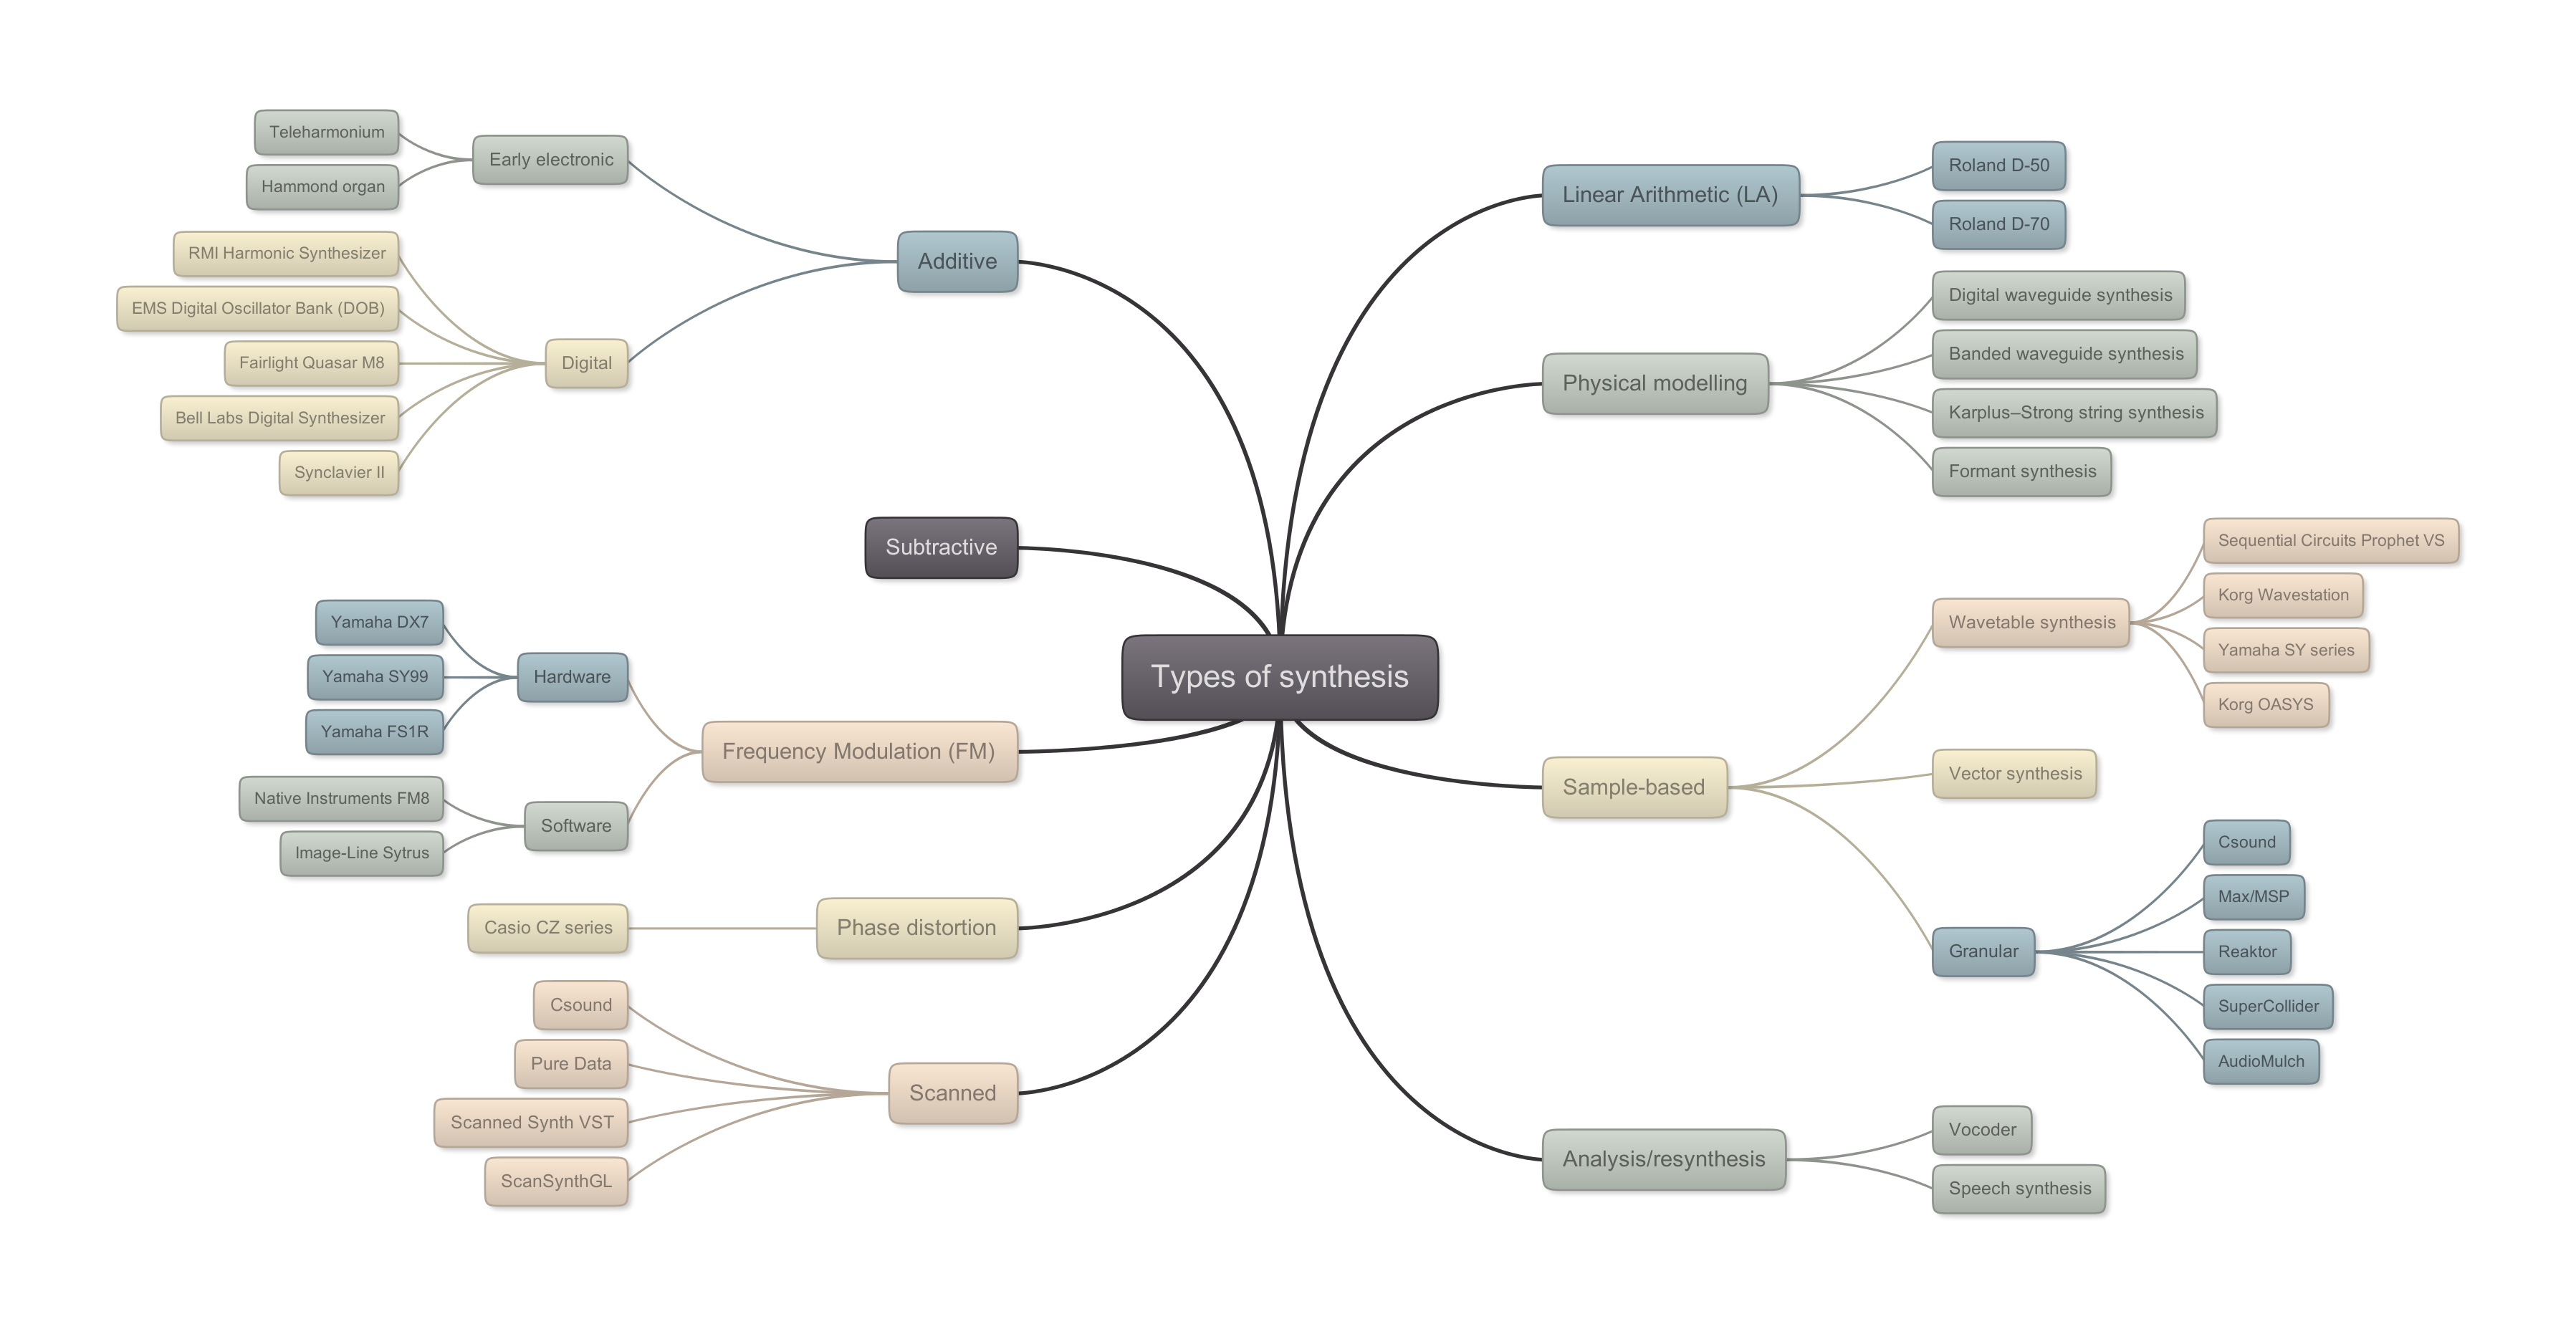 Types of synthesis
Additive
Early electronic
Teleharmonium
Hammond organ
Digital
RMI Harmonic Synthesizer
EMS Digital Oscillator Bank (DOB)
Fairlight Quasar M8
Bell Labs Digital Synthesizer
Synclavier II
Subtractive
Frequency Modulation (FM)
Hardware
Yamaha DX7
Yamaha SY99
Yamaha FS1R
Software
Native Instruments FM8
Image-Line Sytrus
Phase distortion
Casio CZ series
Scanned
Csound
Pure Data
Scanned Synth VST
ScanSynthGL
Linear Arithmetic (LA)
Roland D-50
Roland D-70
Physical modelling
Digital waveguide synthesis
Banded waveguide synthesis
Karplus–Strong string synthesis
Formant synthesis
Sample-based
Wavetable synthesis
Sequential Circuits Prophet VS
Korg Wavestation
Yamaha SY series
Korg OASYS
Vector synthesis
Granular
Csound
Max/MSP
Reaktor
SuperCollider
AudioMulch
Analysis/resynthesis
Vocoder
Speech synthesis